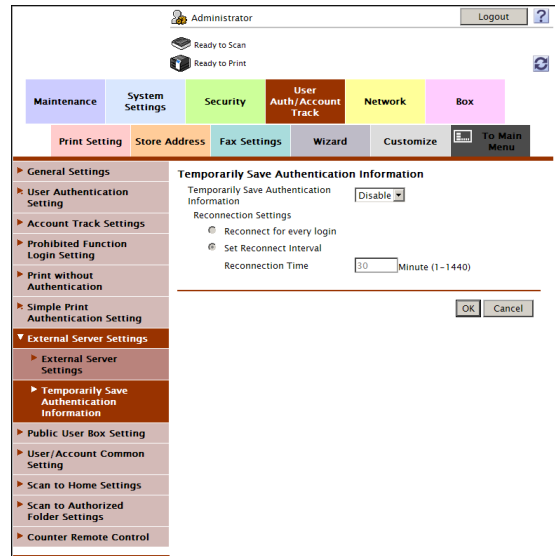 Administrator
Logout
?
Ready to Scan
Ready to Print
Maintenance
System
Settings
Security
User
Auth/Account
Track
Network
Box
Print Setting
Store Address
Fax Settings
Wizard
Customize
To Main
Menu
General Settings
User Authentication
Setting
Account Track Settings
Prohibited Function
Login Setting
Print without
Authentication
Simple Print
Authentication Setting
External Server Settings
External Server
Settings
Temporarily Save
Authentication
Information
Public User Box Setting
User/Account Common
Setting
Scan to Home Settings
Scan to Authorized
Folder Settings
Counter Remote Control
Temporarily Save Authentication Information
Temporarily Save Authentication
Information
Disable
Reconnection Settings
Reconnect for every login
Set Reconnect Interval
Reconnection Time
30
Minute (1-1440)
OK
Cancel